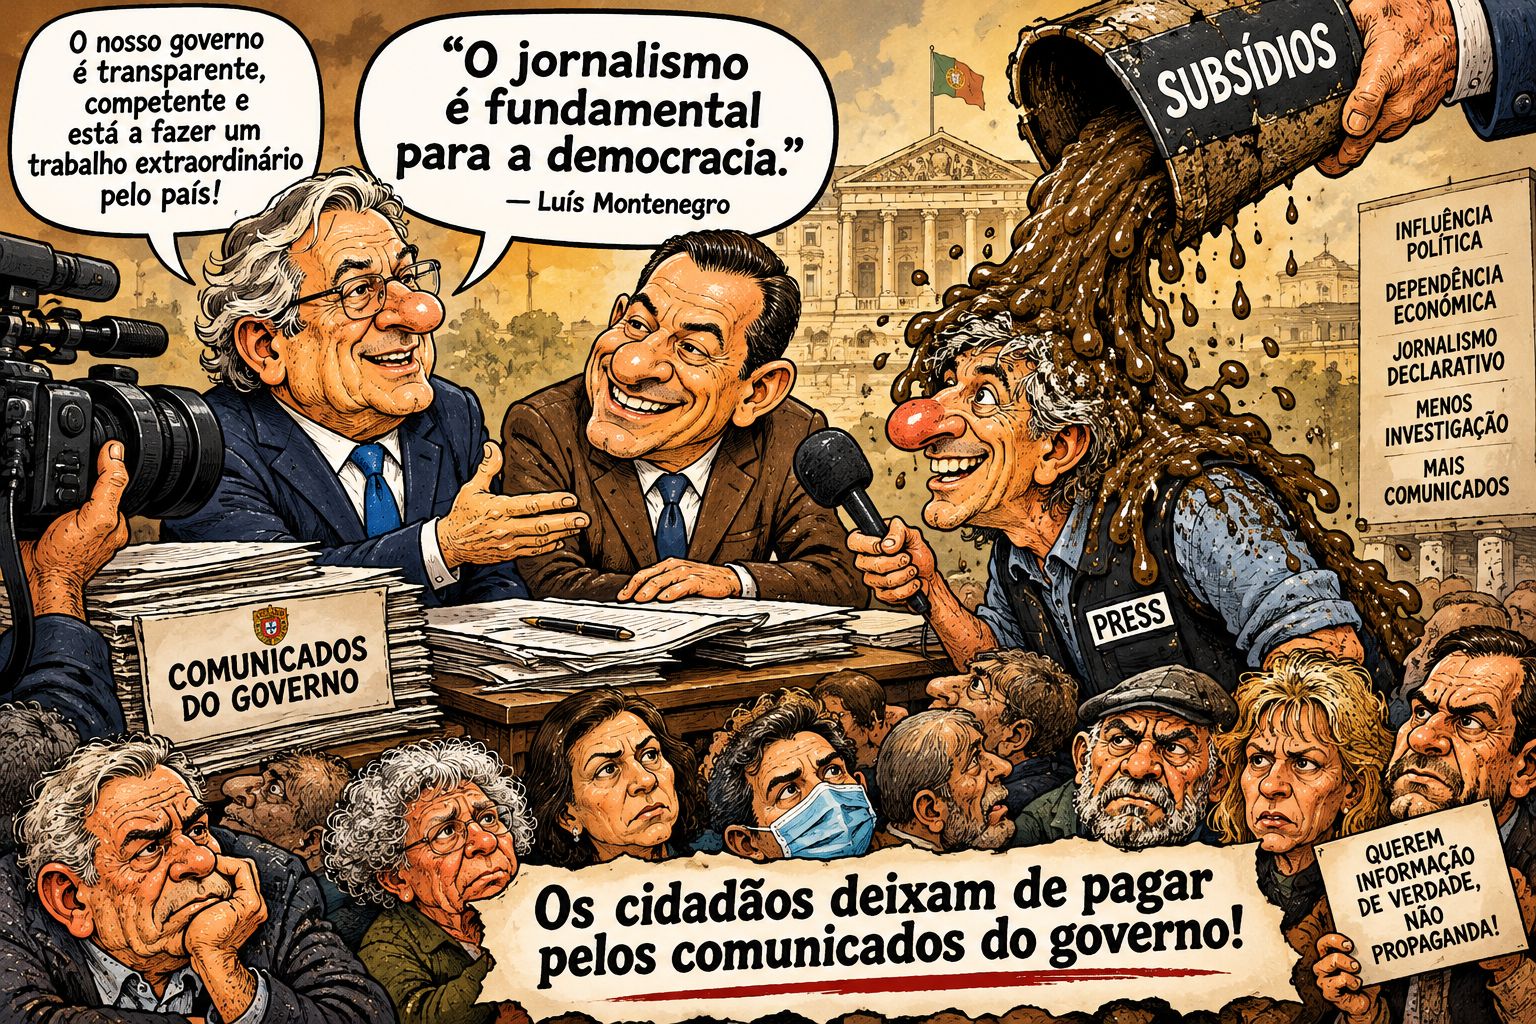 O nosso governo
é transparente,
competente e
está a fazer um
trabalho extraordinário
pelo país!
“O jornalismo
é fundamental
para a democracia.”
— Luís Montenegro
SUBSÍDIOS
INFLUÊNCIA
POLÍTICA
DEPENDÊNCIA
ECONÓMICA
JORNALISMO
DECLARATIVO
MENOS
INVESTIGAÇÃO
MAIS
COMUNICADOS
PRESS
COMUNICADOS
DO GOVERNO
Os cidadãos deixam de pagar
pelos comunicados do governo!
QUEREM
INFORMAÇÃO
DE VERDADE,
NÃO
PROPAGANDA!